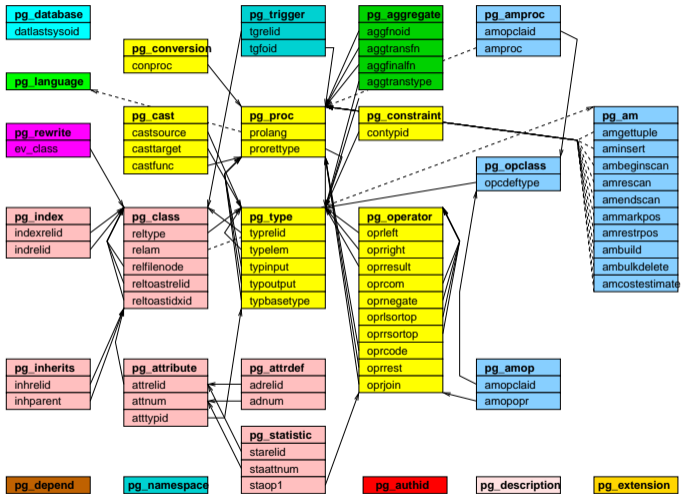 pg_database
datlastsysoid
pg_trigger
tgrelid
tgfoid
pg_aggregate
aggfnoid
aggtransfn
aggfinalfn
aggtranstype
pg_amproc
amopclaid
amproc
pg_conversion
conproc
pg_language
pg_cast
castsource
casttarget
castfunc
pg_proc
prolang
prorettype
pg_constraint
contypid
pg_am
amgettuple
aminsert
ambeginscan
amrescan
amendscan
ammarkpos
amrestrpos
ambuild
ambulkdelete
amcostestimate
pg_rewrite
ev_class
pg_opclass
opcdeftype
pg_index
indexrelid
indrelid
pg_class
reltype
relam
relfilenode
reltoastrelid
reltoastidxid
pg_type
typrelid
typelem
typinput
typoutput
typbasetype
pg_operator
oprleft
oprright
oprresult
oprcom
oprnegate
oprlsortop
oprrsortop
oprcode
oprrest
oprjoin
pg_inherits
inhrelid
inhparent
pg_attribute
attrelid
attnum
atttypid
pg_attrdef
adrelid
adnum
pg_amop
amopclaid
amopopr
pg_statistic
starelid
staattnum
staop1
pg_depend
pg_namespace
pg_authid
pg_description
pg_extension